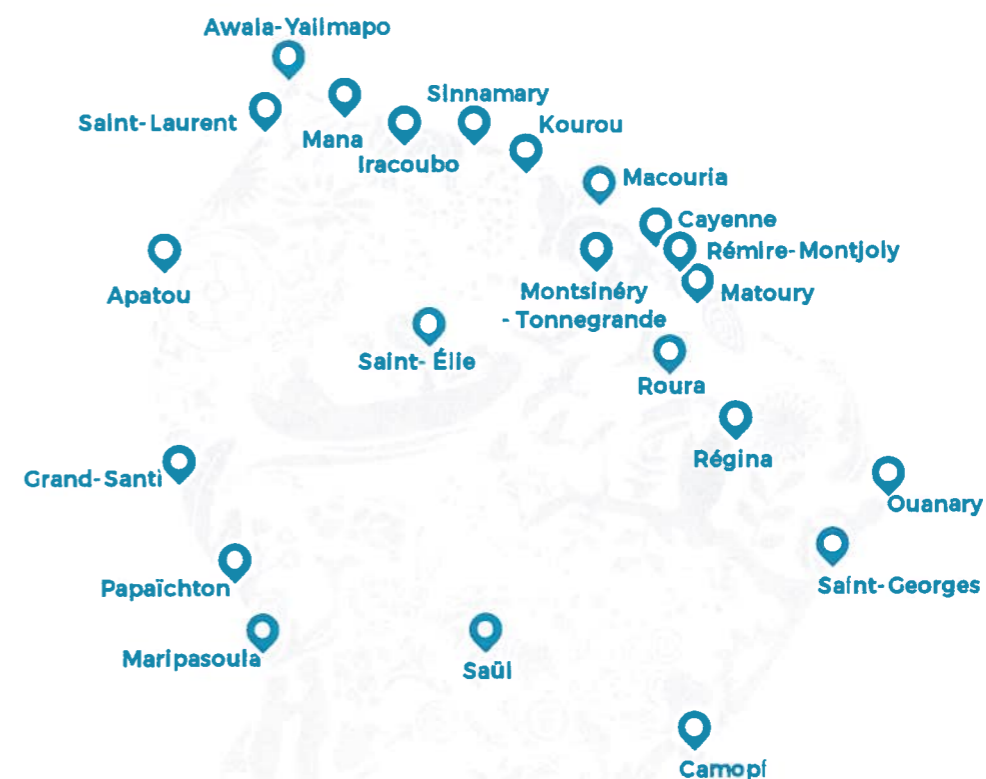 Awala-Yalimapo
Sinnamary
Saint-Laurent
Kourou
Mana
Iracoubo
Macouria
Cayenne
Rémire-Montjoly
Apatou
Montsinéry
Matoury
- Tonnegrande
Saint-Élie
Roura
Régina
Grand-Santi
Ouanary
Papaïchton
Saint-Georges
Maripasoula
Saül
Camopi